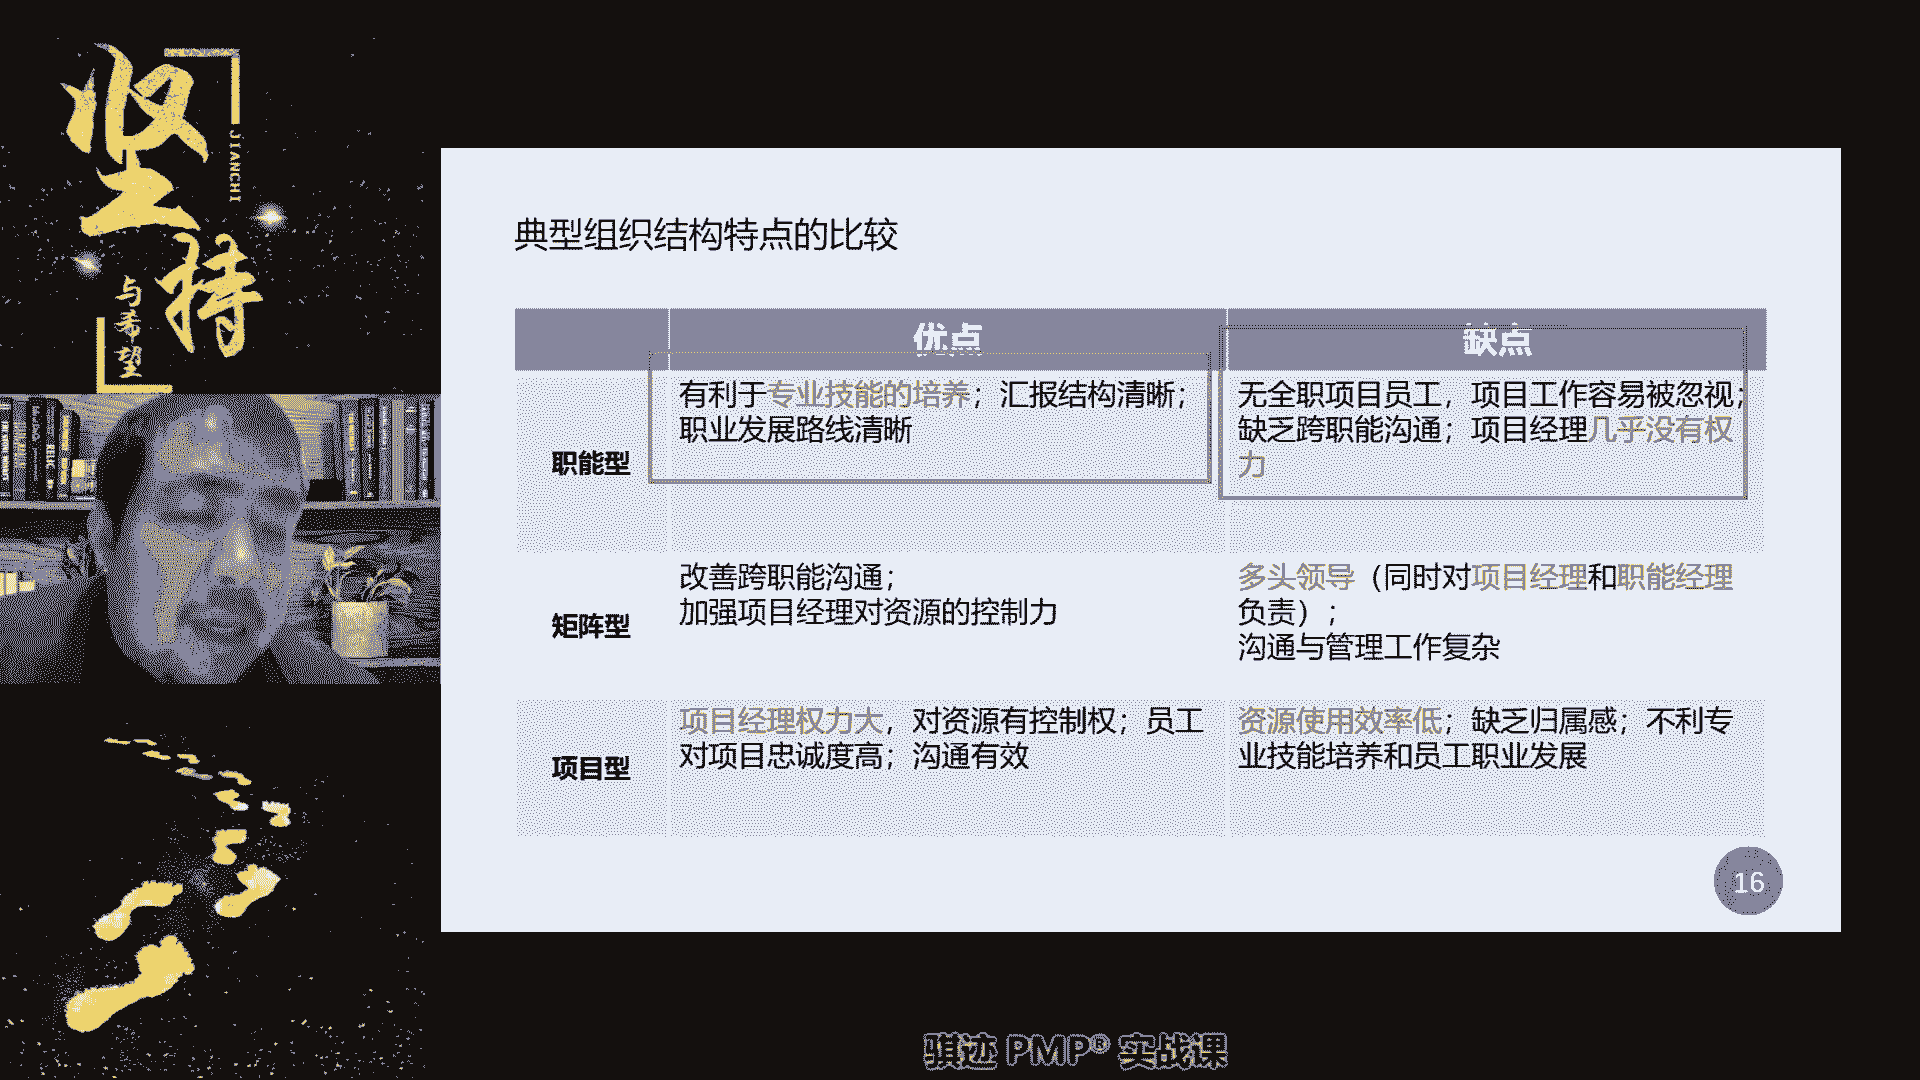 坚持
JIANCHI
与希望
典型组织结构特点的比较
优点
缺点
职能型
有利于专业技能的培养；汇报结构清晰；
职业发展路线清晰
无全职项目员工，项目工作容易被忽视；
缺乏跨职能沟通；项目经理几乎没有权
力
矩阵型
改善跨职能沟通；
加强项目经理对资源的控制力
多头领导（同时对项目经理和职能经理
负责）；
沟通与管理工作复杂
项目型
项目经理权力大，对资源有控制权；员工
对项目忠诚度高；沟通有效
资源使用效率低；缺乏归属感；不利专
业技能培养和员工职业发展
16
骐迹 PMP® 实战课